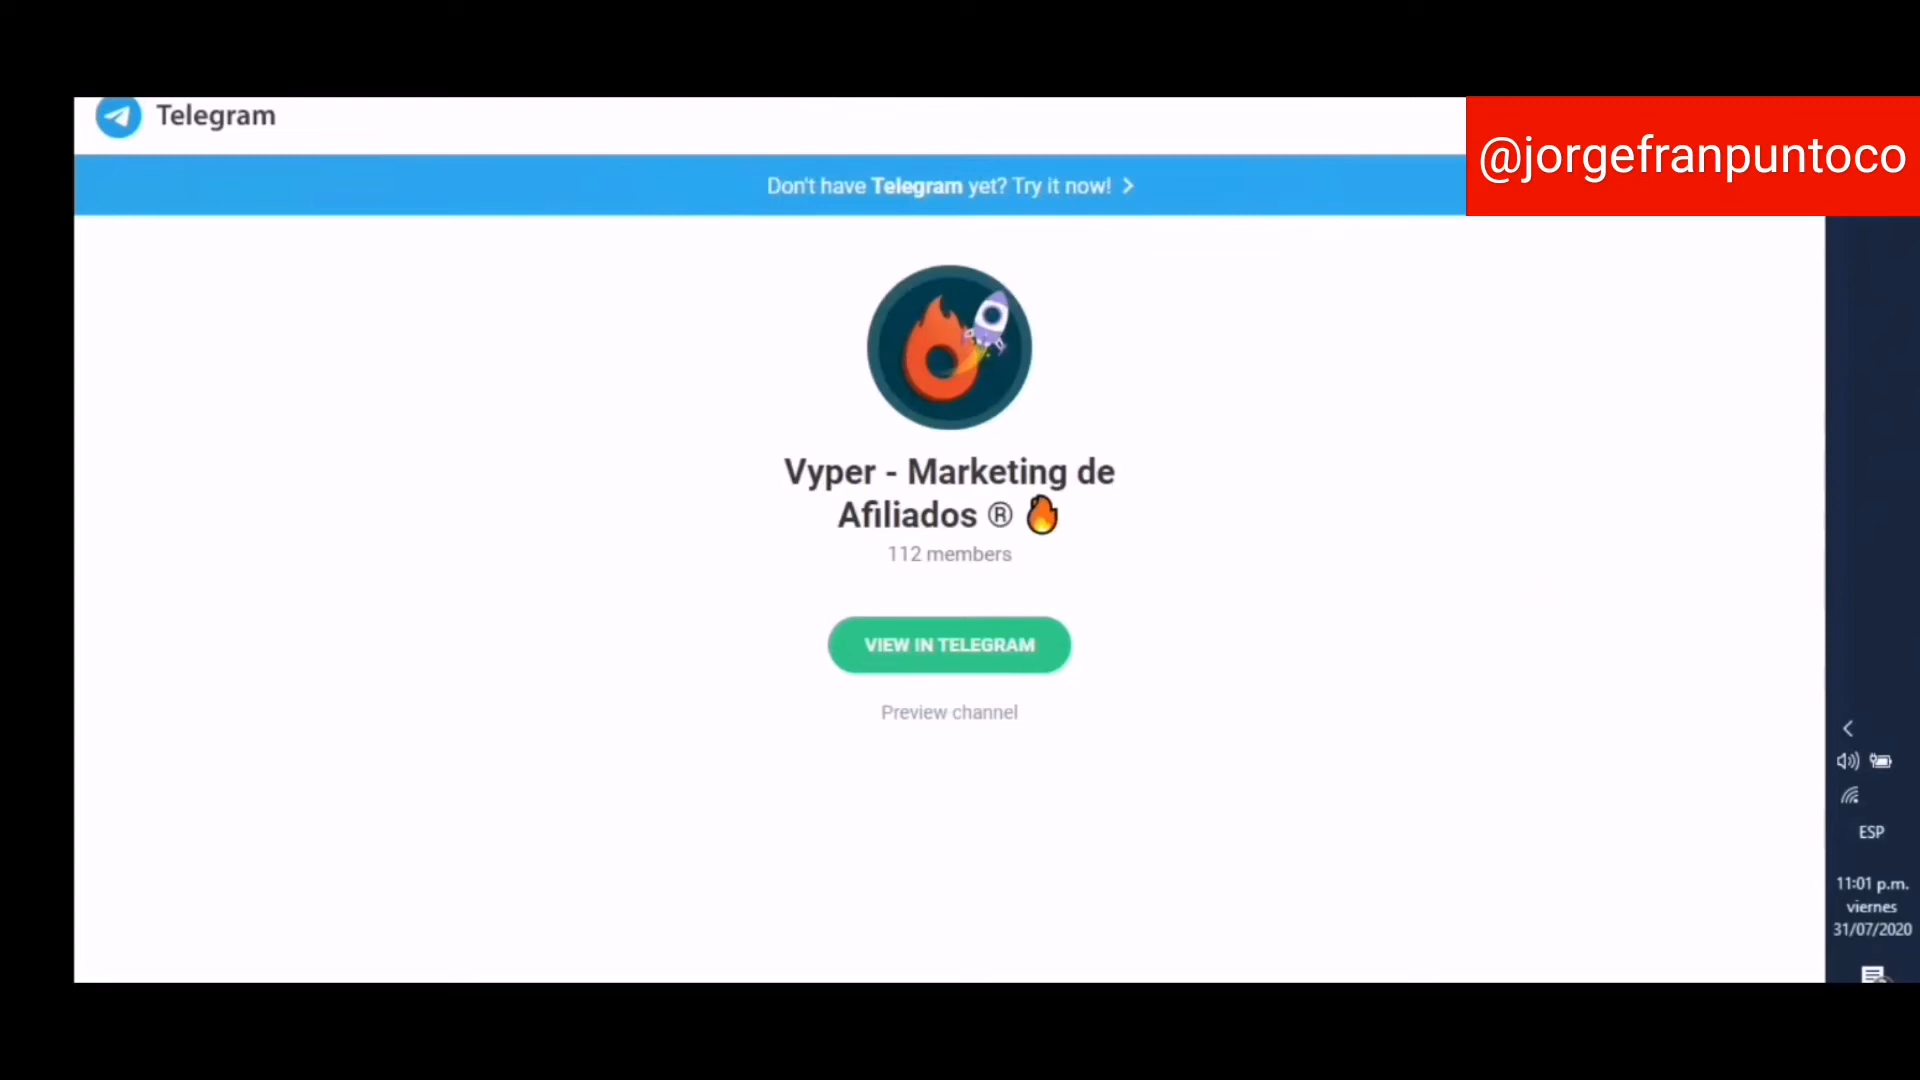 Telegram
@jorgefranpuntoco
Don't have Telegram yet? Try it now!
Vyper - Marketing de
Afiliados ® 🔥
112 members
VIEW IN TELEGRAM
Preview channel
ESP
11:01 p.m.
viernes
31/07/2020